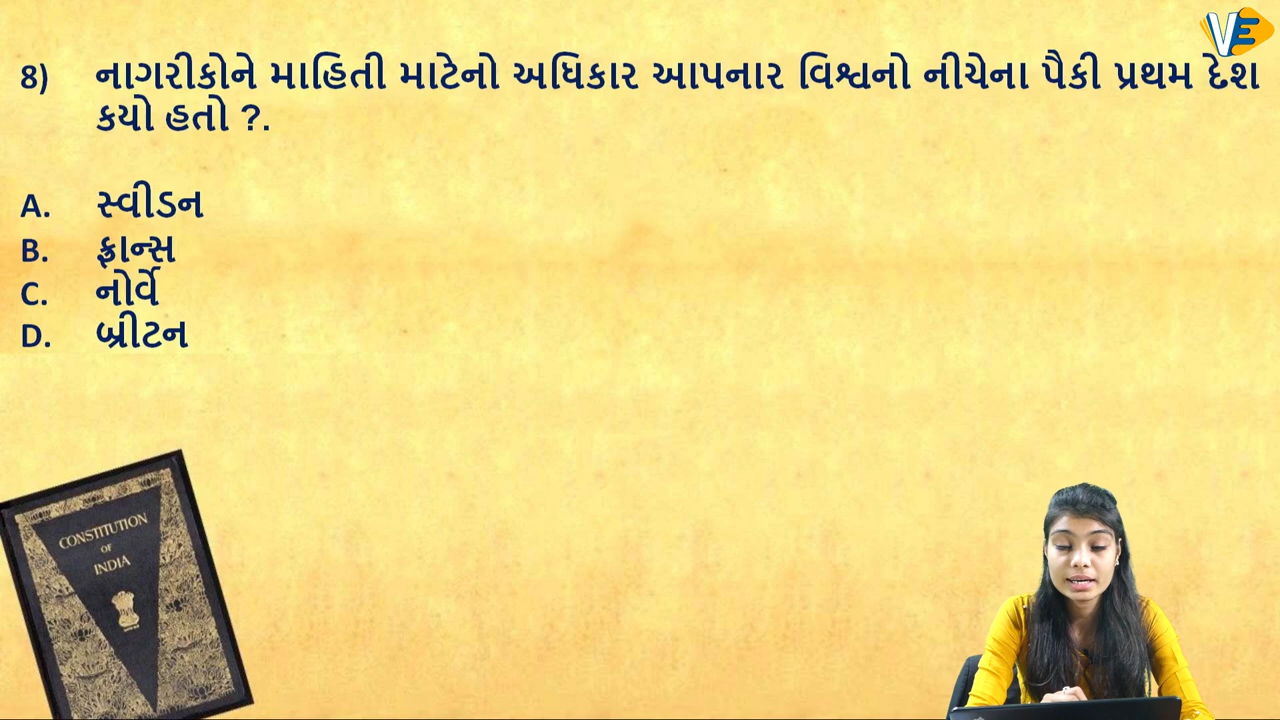 VE
8) નાગરીકોને માહિતી માટેનો અધિકાર આપનાર વિશ્વનો નીચેના પૈકી પ્રથમ દેશ
કયો હતો ?.
A. સ્વીડન
B. ફ્રાન્સ
C. નોર્વે
D. બ્રીટન
CONSTITUTION
OF
INDIA